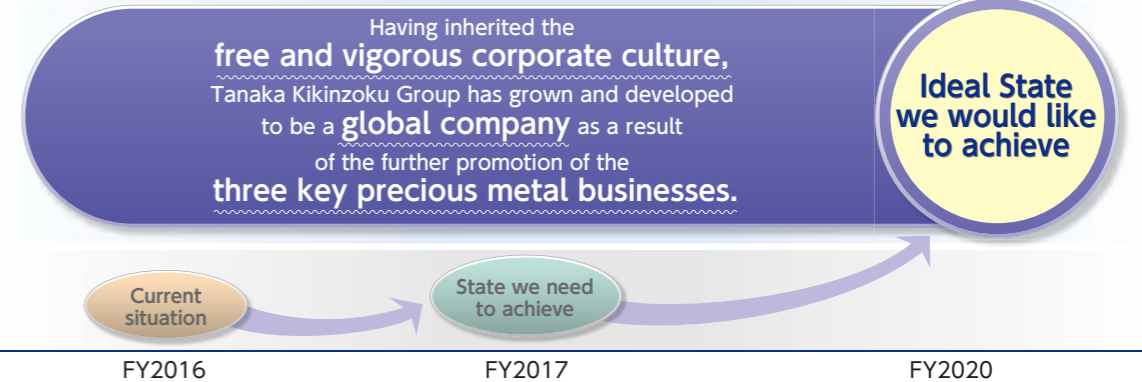 Having inherited the
free and vigorous corporate culture,
Tanaka Kikinzoku Group has grown and developed
to be a global company as a result
of the further promotion of the
three key precious metal businesses.
Ideal State
we would like
to achieve
Current
situation
State we need
to achieve
FY2016
FY2017
FY2020